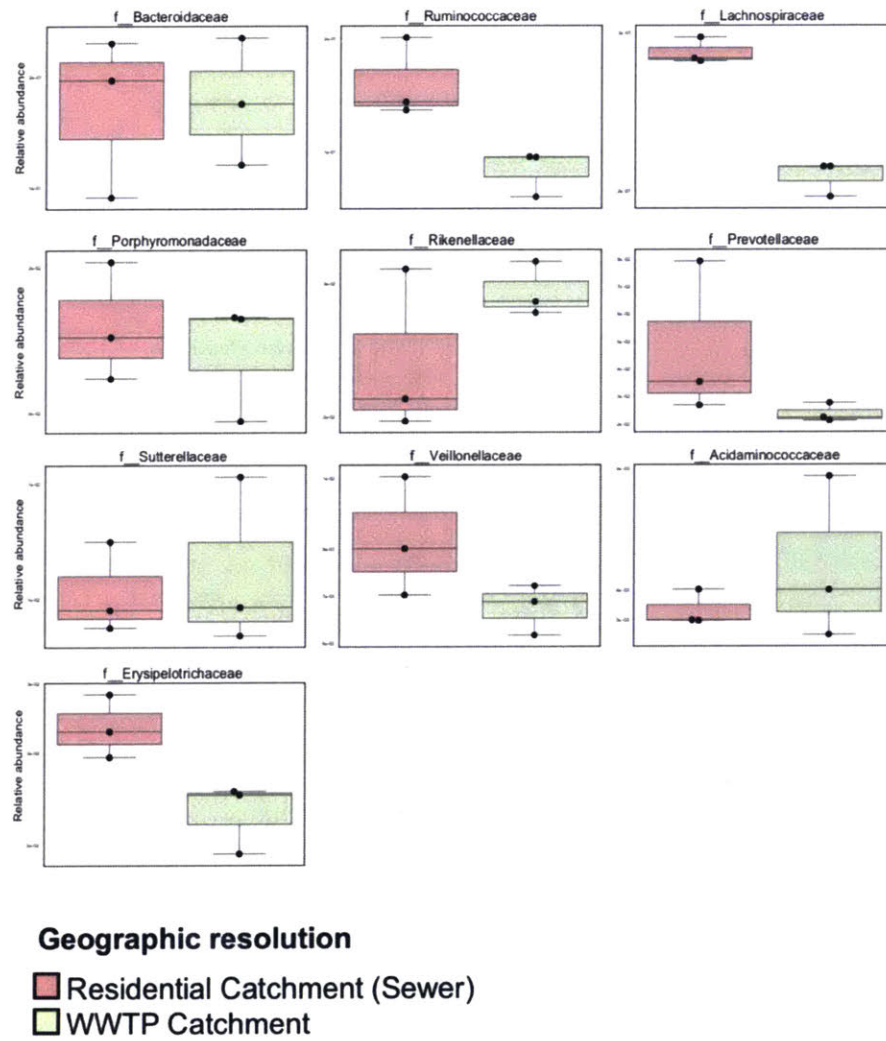 f__Bacteroidaceae
f__Ruminococcaceae
f__Lachnospiraceae
Relative abundance
f__Porphyromonadaceae
f__Rikenellaceae
f__Prevotellaceae
Relative abundance
f__Sutterellaceae
f__Veillonellaceae
f__Acidaminococcaceae
Relative abundance
f__Erysipelotrichaceae
Relative abundance
Geographic resolution
Residential Catchment (Sewer)
WWTP Catchment